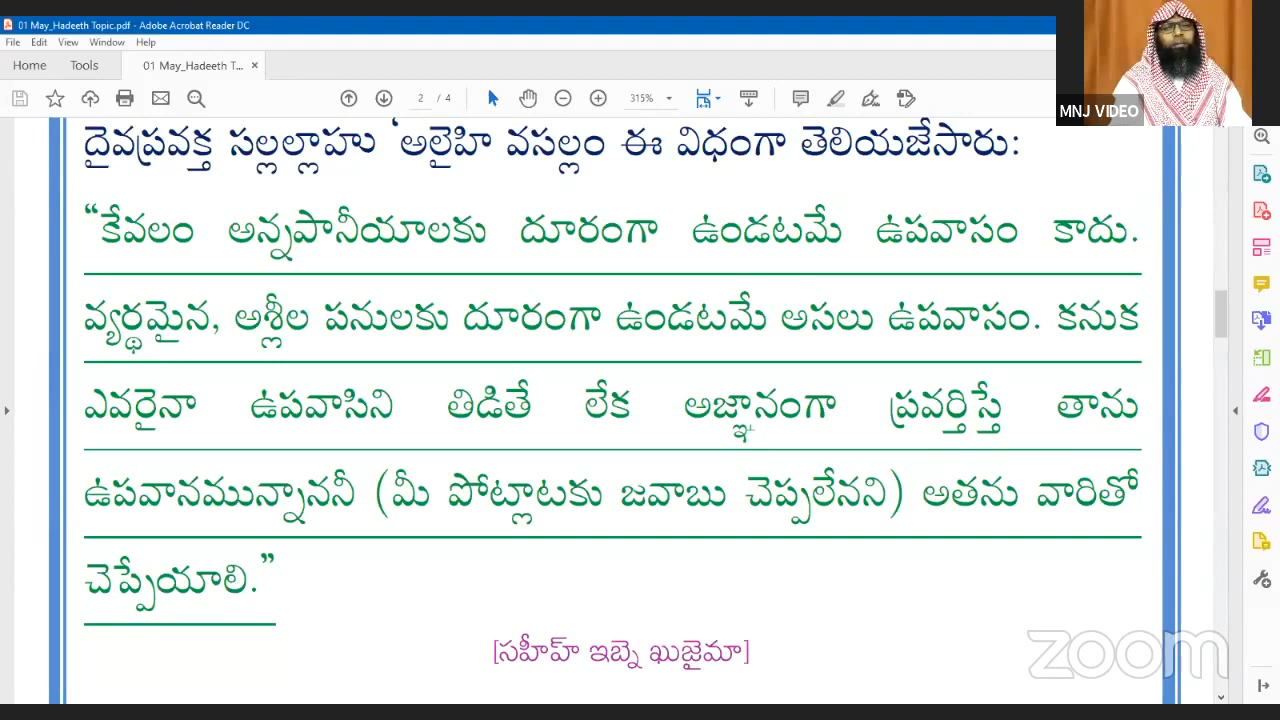 01 May_Hadeeth Topic.pdf - Adobe Acrobat Reader DC
File Edit View Window Help
Home Tools 01 May_Hadeeth T... ×
2 / 4 315%
MNJ VIDEO
దైవప్రవక్త సల్లల్లాహు ‘అలైహి వసల్లం ఈ విధంగా తెలియజేసారు:
“కేవలం అన్నపానీయాలకు దూరంగా ఉండటమే ఉపవాసం కాదు.
వ్యర్థమైన, అశ్లీల పనులకు దూరంగా ఉండటమే అసలు ఉపవాసం. కనుక
ఎవరైనా ఉపవాసిని తిడితే లేక అజ్ఞానంగా ప్రవర్తిస్తే తాను
ఉపవానమున్నాననీ (మీ పోట్లాటకు జవాబు చెప్పలేనని) అతను వారితో
చెప్పేయాలి.”
[సహీహ్ ఇబ్నె ఖుజైమా]
zoom